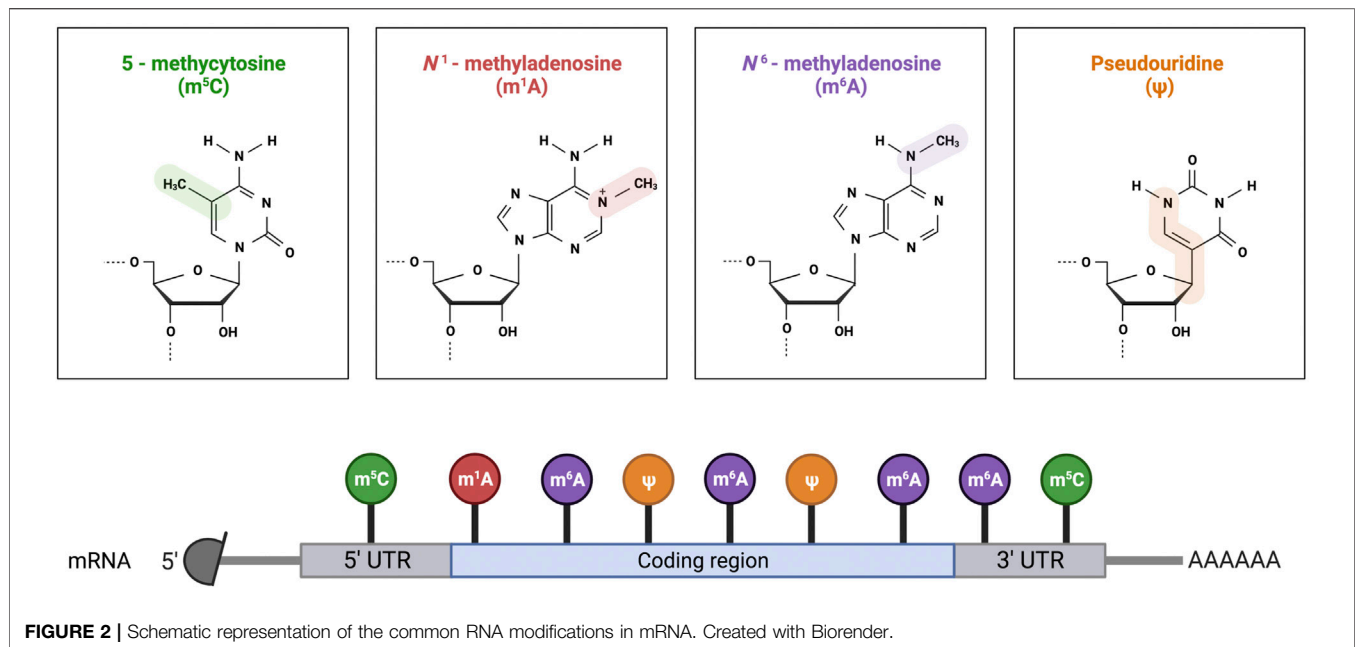 5 - methycytosine
(m⁵C)
N¹ - methyladenosine
(m¹A)
N⁶ - methyladenosine
(m⁶A)
Pseudouridine
(ψ)
H H
N
H₃C
N
N
O
O
O
O OH
H H
N
N
N+ CH₃
N
N
O
O
O OH
H CH₃
N
N
N
N
N
O
O
O OH
O
H N N H
O
O
O
O OH
m⁵C m¹A m⁶A ψ m⁶A ψ m⁶A m⁶A m⁵C
mRNA 5' 5' UTR Coding region 3' UTR AAAAAA
FIGURE 2 | Schematic representation of the common RNA modifications in mRNA. Created with Biorender.